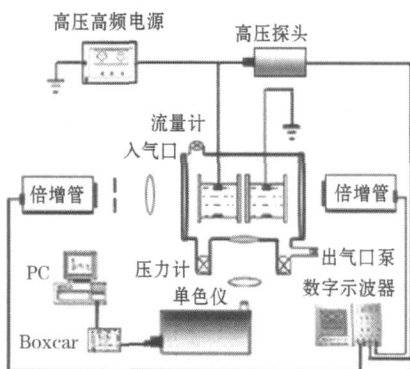 高压高频电源
高压探头
流量计
入气口
倍增管
倍增管
压力计
出气口泵
PC
单色仪
数字示波器
Boxcar